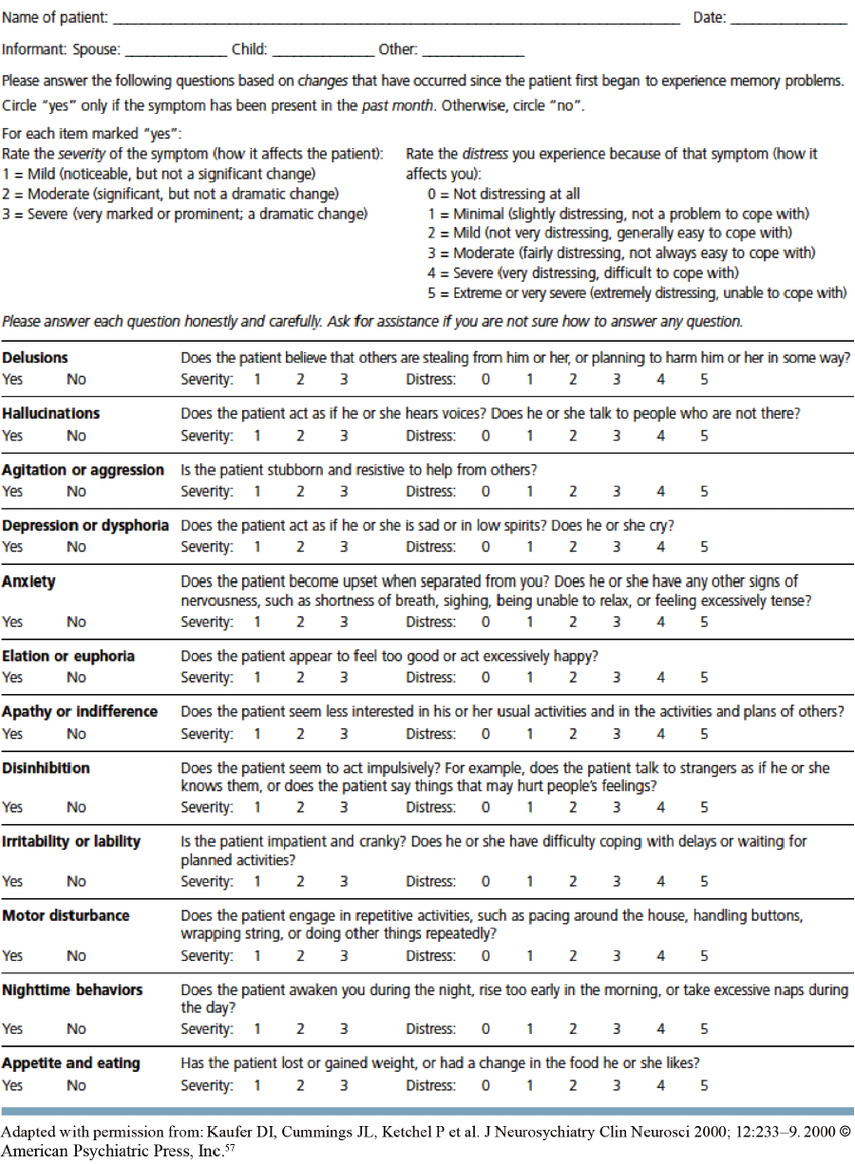 Name of patient: ______ Date: ______
Informant: Spouse: ______ Child: ______ Other: ______
Please answer the following questions based on changes that have occurred since the patient first began to experience memory problems.
Circle “yes” only if the symptom has been present in the past month. Otherwise, circle “no”.
For each item marked “yes”:
Rate the severity of the symptom (how it affects the patient):
1 = Mild (noticeable, but not a significant change)
2 = Moderate (significant, but not a dramatic change)
3 = Severe (very marked or prominent; a dramatic change)
Rate the distress you experience because of that symptom (how it
affects you):
0 = Not distressing at all
1 = Minimal (slightly distressing, not a problem to cope with)
2 = Mild (not very distressing, generally easy to cope with)
3 = Moderate (fairly distressing, not always easy to cope with)
4 = Severe (very distressing, difficult to cope with)
5 = Extreme or very severe (extremely distressing, unable to cope with)
Please answer each question honestly and carefully. Ask for assistance if you are not sure how to answer any question.
Delusions Does the patient believe that others are stealing from him or her, or planning to harm him or her in some way?
Yes No Severity: 1 2 3 Distress: 0 1 2 3 4 5
Hallucinations Does the patient act as if he or she hears voices? Does he or she talk to people who are not there?
Yes No Severity: 1 2 3 Distress: 0 1 2 3 4 5
Agitation or aggression Is the patient stubborn and resistive to help from others?
Yes No Severity: 1 2 3 Distress: 0 1 2 3 4 5
Depression or dysphoria Does the patient act as if he or she is sad or in low spirits? Does he or she cry?
Yes No Severity: 1 2 3 Distress: 0 1 2 3 4 5
Anxiety Does the patient become upset when separated from you? Does he or she have any other signs of
nervousness, such as shortness of breath, sighing, being unable to relax, or feeling excessively tense?
Yes No Severity: 1 2 3 Distress: 0 1 2 3 4 5
Elation or euphoria Does the patient appear to feel too good or act excessively happy?
Yes No Severity: 1 2 3 Distress: 0 1 2 3 4 5
Apathy or indifference Does the patient seem less interested in his or her usual activities and in the activities and plans of others?
Yes No Severity: 1 2 3 Distress: 0 1 2 3 4 5
Disinhibition Does the patient seem to act impulsively? For example, does the patient talk to strangers as if he or she
knows them, or does the patient say things that may hurt people’s feelings?
Yes No Severity: 1 2 3 Distress: 0 1 2 3 4 5
Irritability or lability Is the patient impatient and cranky? Does he or she have difficulty coping with delays or waiting for
planned activities?
Yes No Severity: 1 2 3 Distress: 0 1 2 3 4 5
Motor disturbance Does the patient engage in repetitive activities, such as pacing around the house, handling buttons,
wrapping string, or doing other things repeatedly?
Yes No Severity: 1 2 3 Distress: 0 1 2 3 4 5
Nighttime behaviors Does the patient awaken you during the night, rise too early in the morning, or take excessive naps during
the day?
Yes No Severity: 1 2 3 Distress: 0 1 2 3 4 5
Appetite and eating Has the patient lost or gained weight, or had a change in the food he or she likes?
Yes No Severity: 1 2 3 Distress: 0 1 2 3 4 5
Adapted with permission from: Kaufer DI, Cummings JL, Ketchel P et al. J Neurosychiatry Clin Neurosci 2000; 12:233–9. 2000 ©
American Psychiatric Press, Inc.57